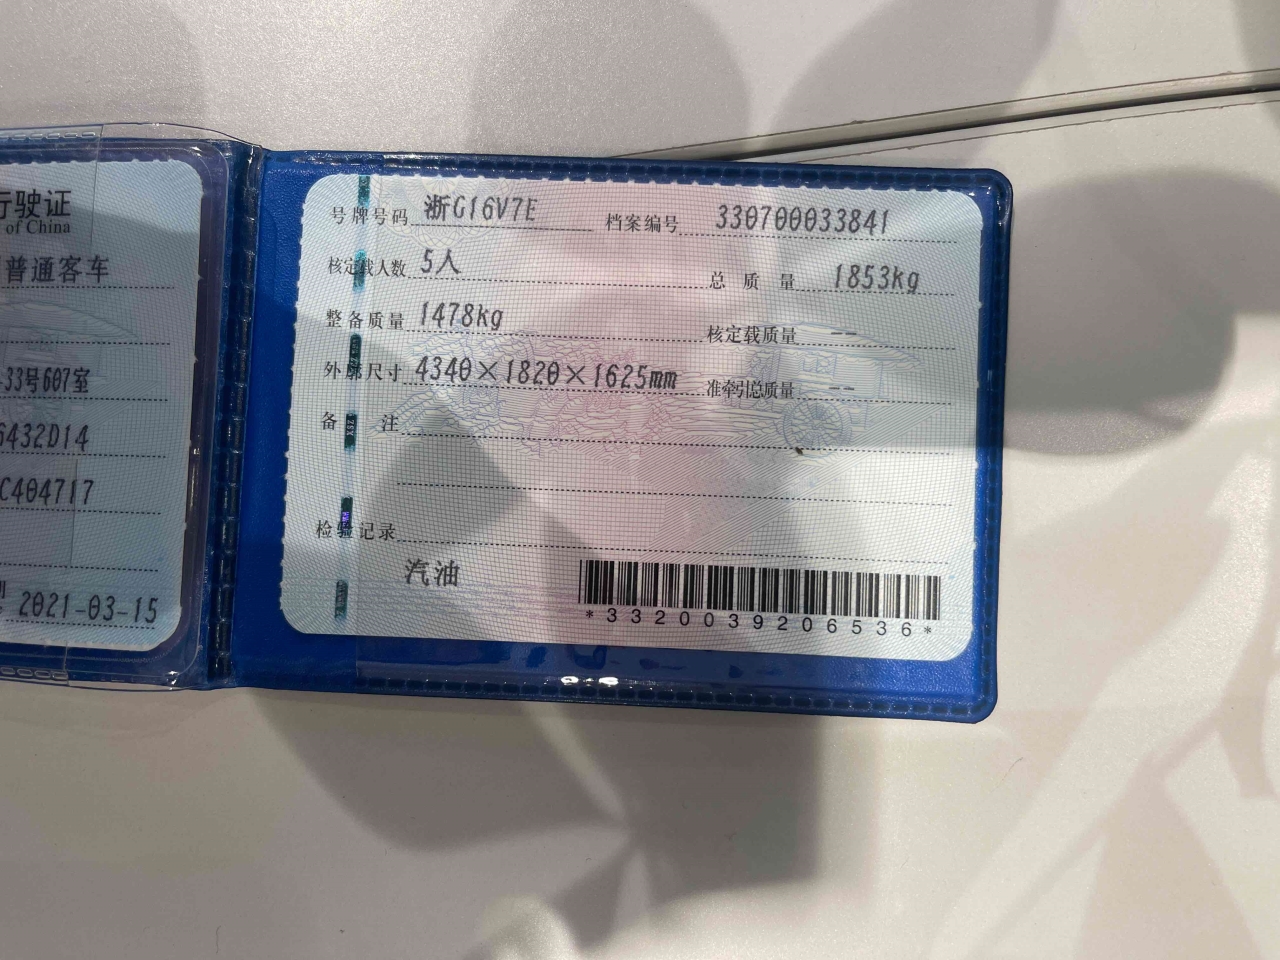 行驶证
of China
普通客车
33号607室
6432D14
C404717
2021-03-15
号牌号码 浙G16V7E 档案编号 330700033841
核定载人数 5人 总质量 1853kg
整备质量 1478kg 核定载质量 --
外廓尺寸 4340×1820×1625mm 准牵引总质量 --
备注
检验记录
汽油
*3320039206536*